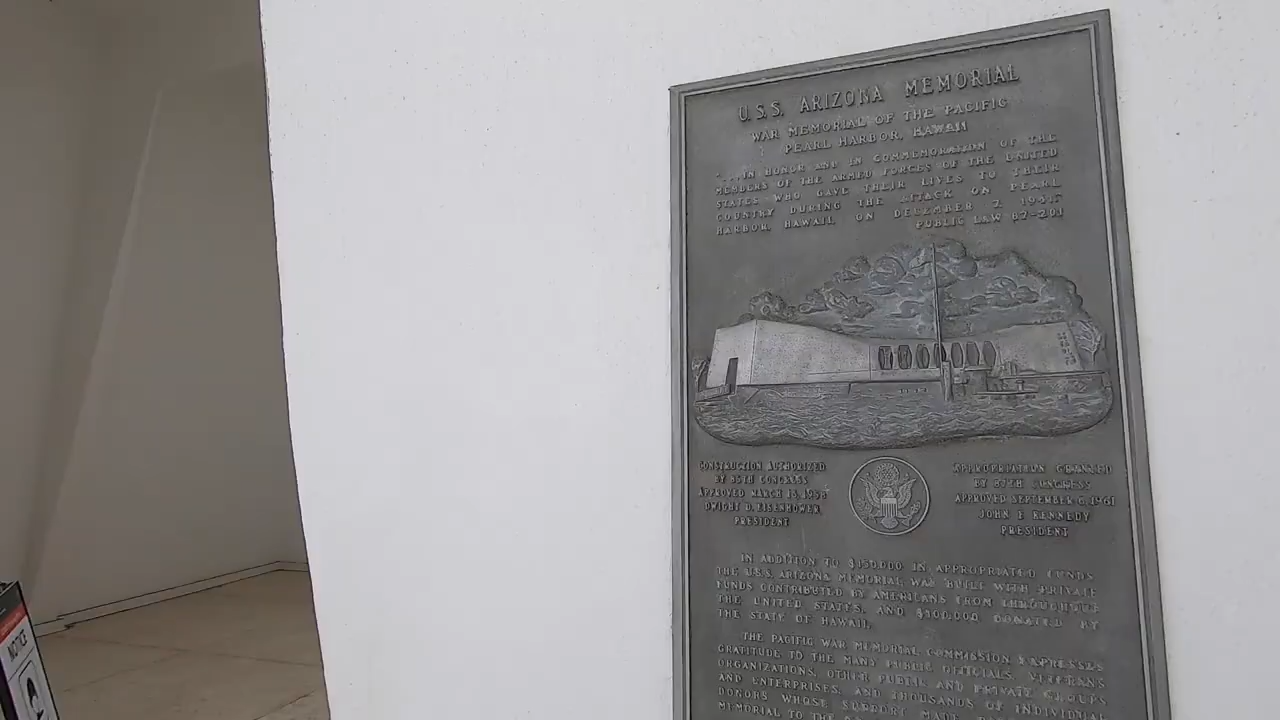 U.S.S. ARIZONA MEMORIAL
WAR MEMORIAL OF THE PACIFIC
PEARL HARBOR, HAWAII
"...IN HONOR AND IN COMMEMORATION OF THE
MEMBERS OF THE ARMED FORCES OF THE UNITED
STATES WHO GAVE THEIR LIVES TO THEIR
COUNTRY DURING THE ATTACK ON PEARL
HARBOR, HAWAII, ON DECEMBER 7, 1941."
PUBLIC LAW 87-201
CONSTRUCTION AUTHORIZED
BY 85TH CONGRESS
APPROVED MARCH 15, 1958
DWIGHT D. EISENHOWER
PRESIDENT
APPROPRIATION GRANTED
BY 87TH CONGRESS
APPROVED SEPTEMBER 6, 1961
JOHN F. KENNEDY
PRESIDENT
IN ADDITION TO $150,000 IN APPROPRIATED FUNDS
THE U.S.S. ARIZONA MEMORIAL WAS BUILT WITH PRIVATE
FUNDS CONTRIBUTED BY AMERICANS FROM THROUGHOUT
THE UNITED STATES, AND $100,000 DONATED BY
THE STATE OF HAWAII.
THE PACIFIC WAR MEMORIAL COMMISSION EXPRESSES
GRATITUDE TO THE MANY PUBLIC OFFICIALS, VETERANS
ORGANIZATIONS, OTHER PUBLIC AND PRIVATE GROUPS
AND ENTERPRISES, AND THOUSANDS OF INDIVIDUAL
DONORS WHOSE SUPPORT MADE
MEMORIAL TO THE
NOTICE